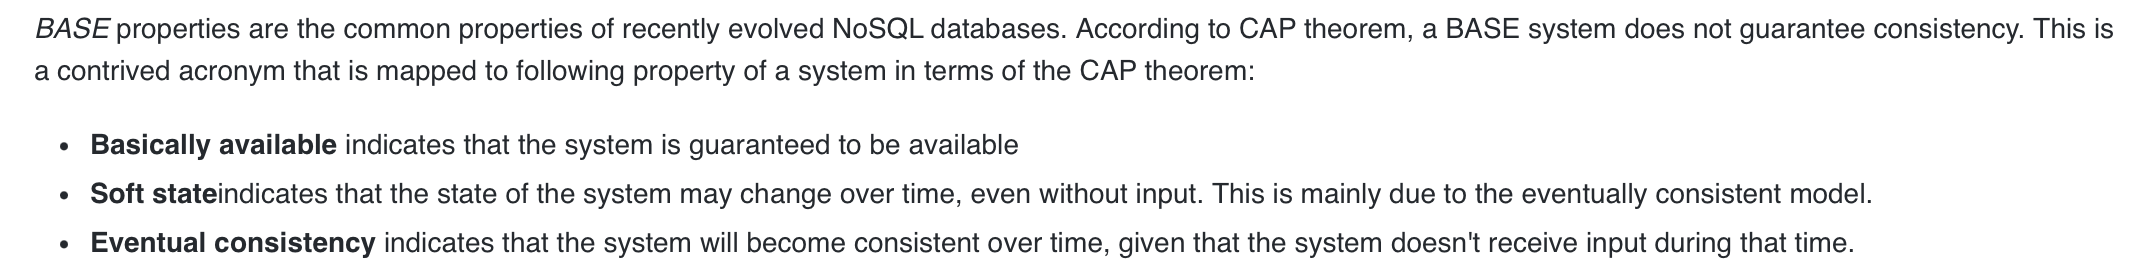 BASE properties are the common properties of recently evolved NoSQL databases. According to CAP theorem, a BASE system does not guarantee consistency. This is
a contrived acronym that is mapped to following property of a system in terms of the CAP theorem:
• Basically available indicates that the system is guaranteed to be available
• Soft stateindicates that the state of the system may change over time, even without input. This is mainly due to the eventually consistent model.
• Eventual consistency indicates that the system will become consistent over time, given that the system doesn't receive input during that time.